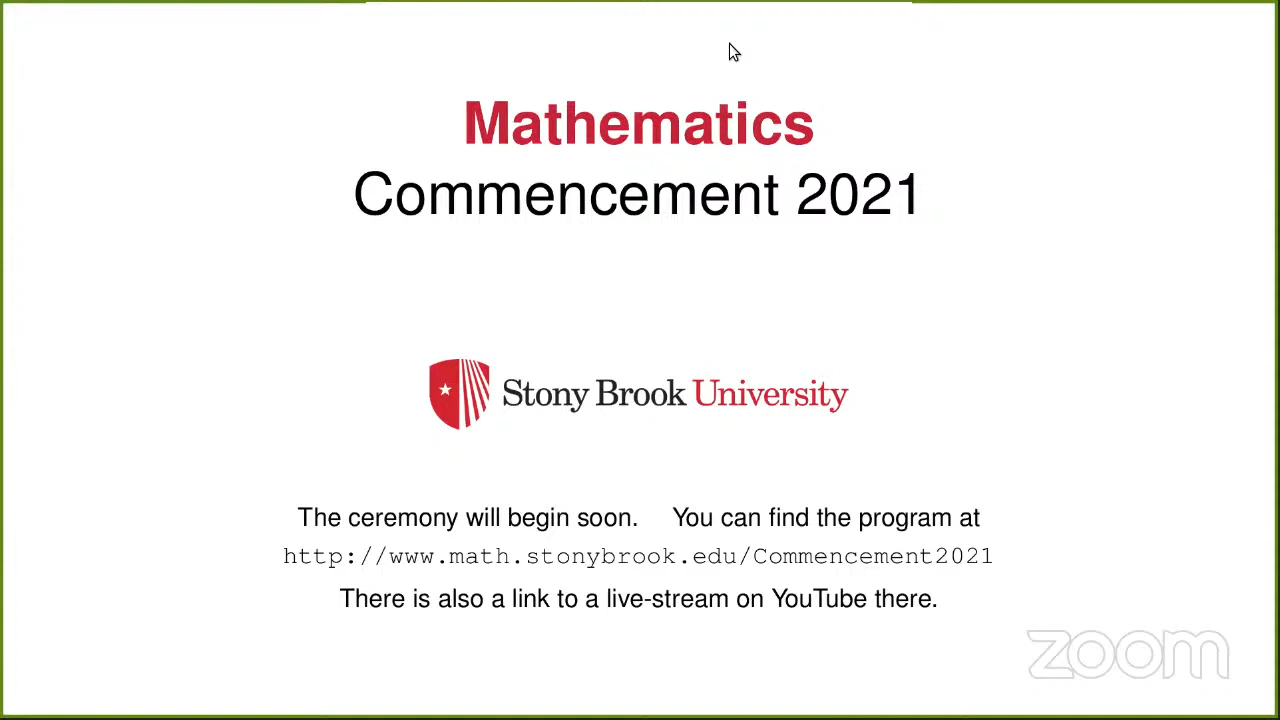 Mathematics
Commencement 2021
Stony Brook University
The ceremony will begin soon. You can find the program at
http://www.math.stonybrook.edu/Commencement2021
There is also a link to a live-stream on YouTube there.
zoom